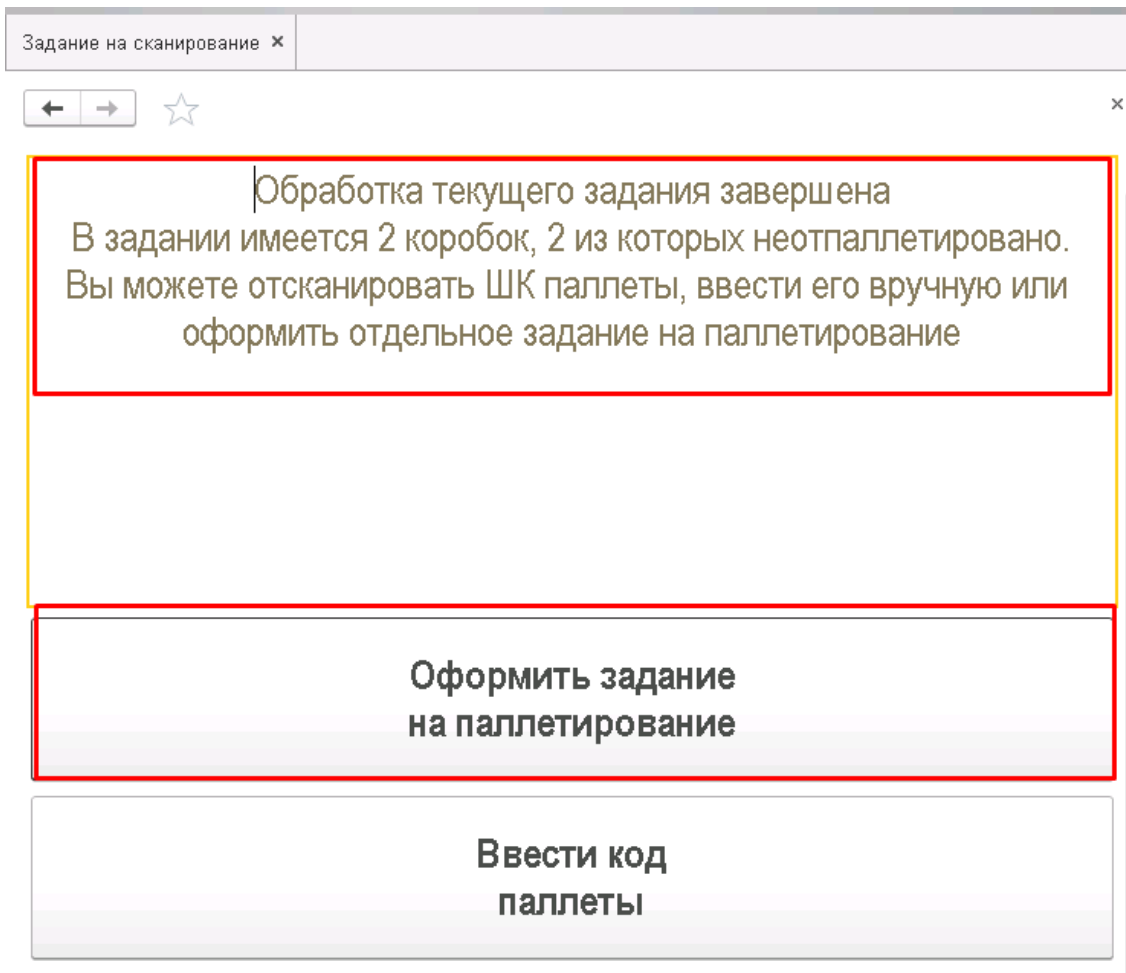 Задание на сканирование ×
Обработка текущего задания завершена
В задании имеется 2 коробок, 2 из которых неотпаллетировано.
Вы можете отсканировать ШК паллеты, ввести его вручную или
оформить отдельное задание на паллетирование
Оформить задание
на паллетирование
Ввести код
паллеты